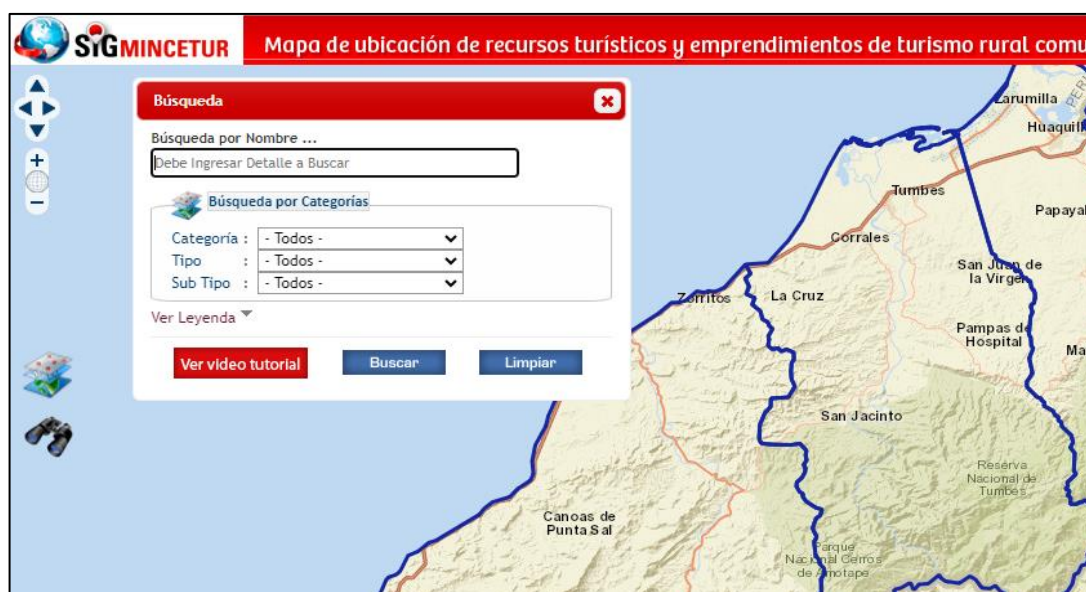 SIGMINCETUR
Mapa de ubicación de recursos turísticos y emprendimientos de turismo rural comu
Búsqueda
Búsqueda por Nombre ...
Debe Ingresar Detalle a Buscar
Búsqueda por Categorías
Categoría : - Todos -
Tipo : - Todos -
Sub Tipo : - Todos -
Ver Leyenda
Ver video tutorial
Buscar
Limpiar
Zarumilla
Huaquill
Tumbes
Papayal
Corrales
San Juan de
la Virgen
Zorritos
La Cruz
Pampas de
Hospital
Ma
San Jacinto
Reserva
Nacional de
Tumbes
Canoas de
Punta Sal
Parque
Nacional Cerros
de Amotape